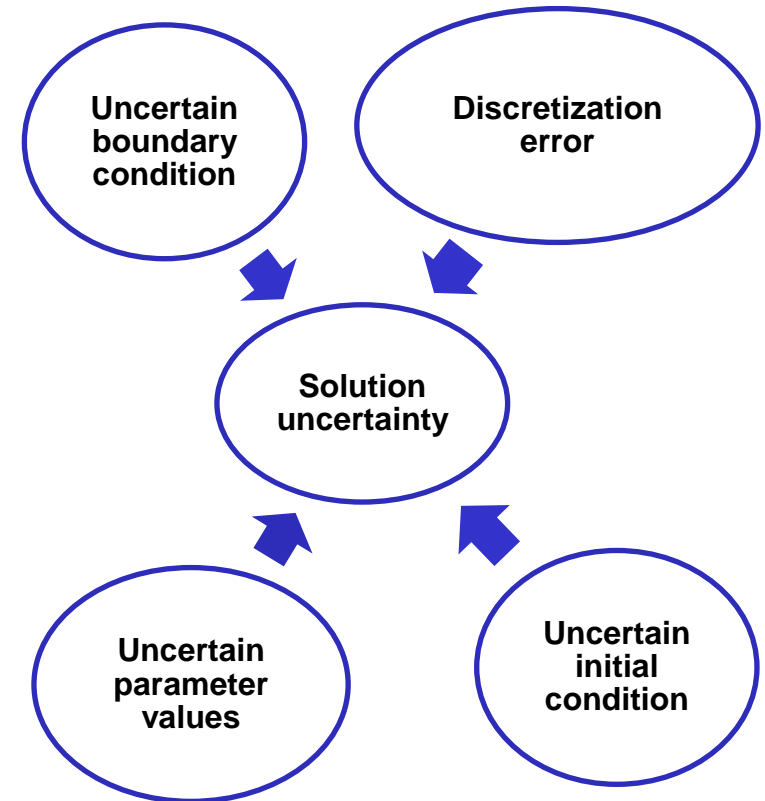 Uncertain
boundary
condition
Discretization
error
Solution
uncertainty
Uncertain
parameter
values
Uncertain
initial
condition